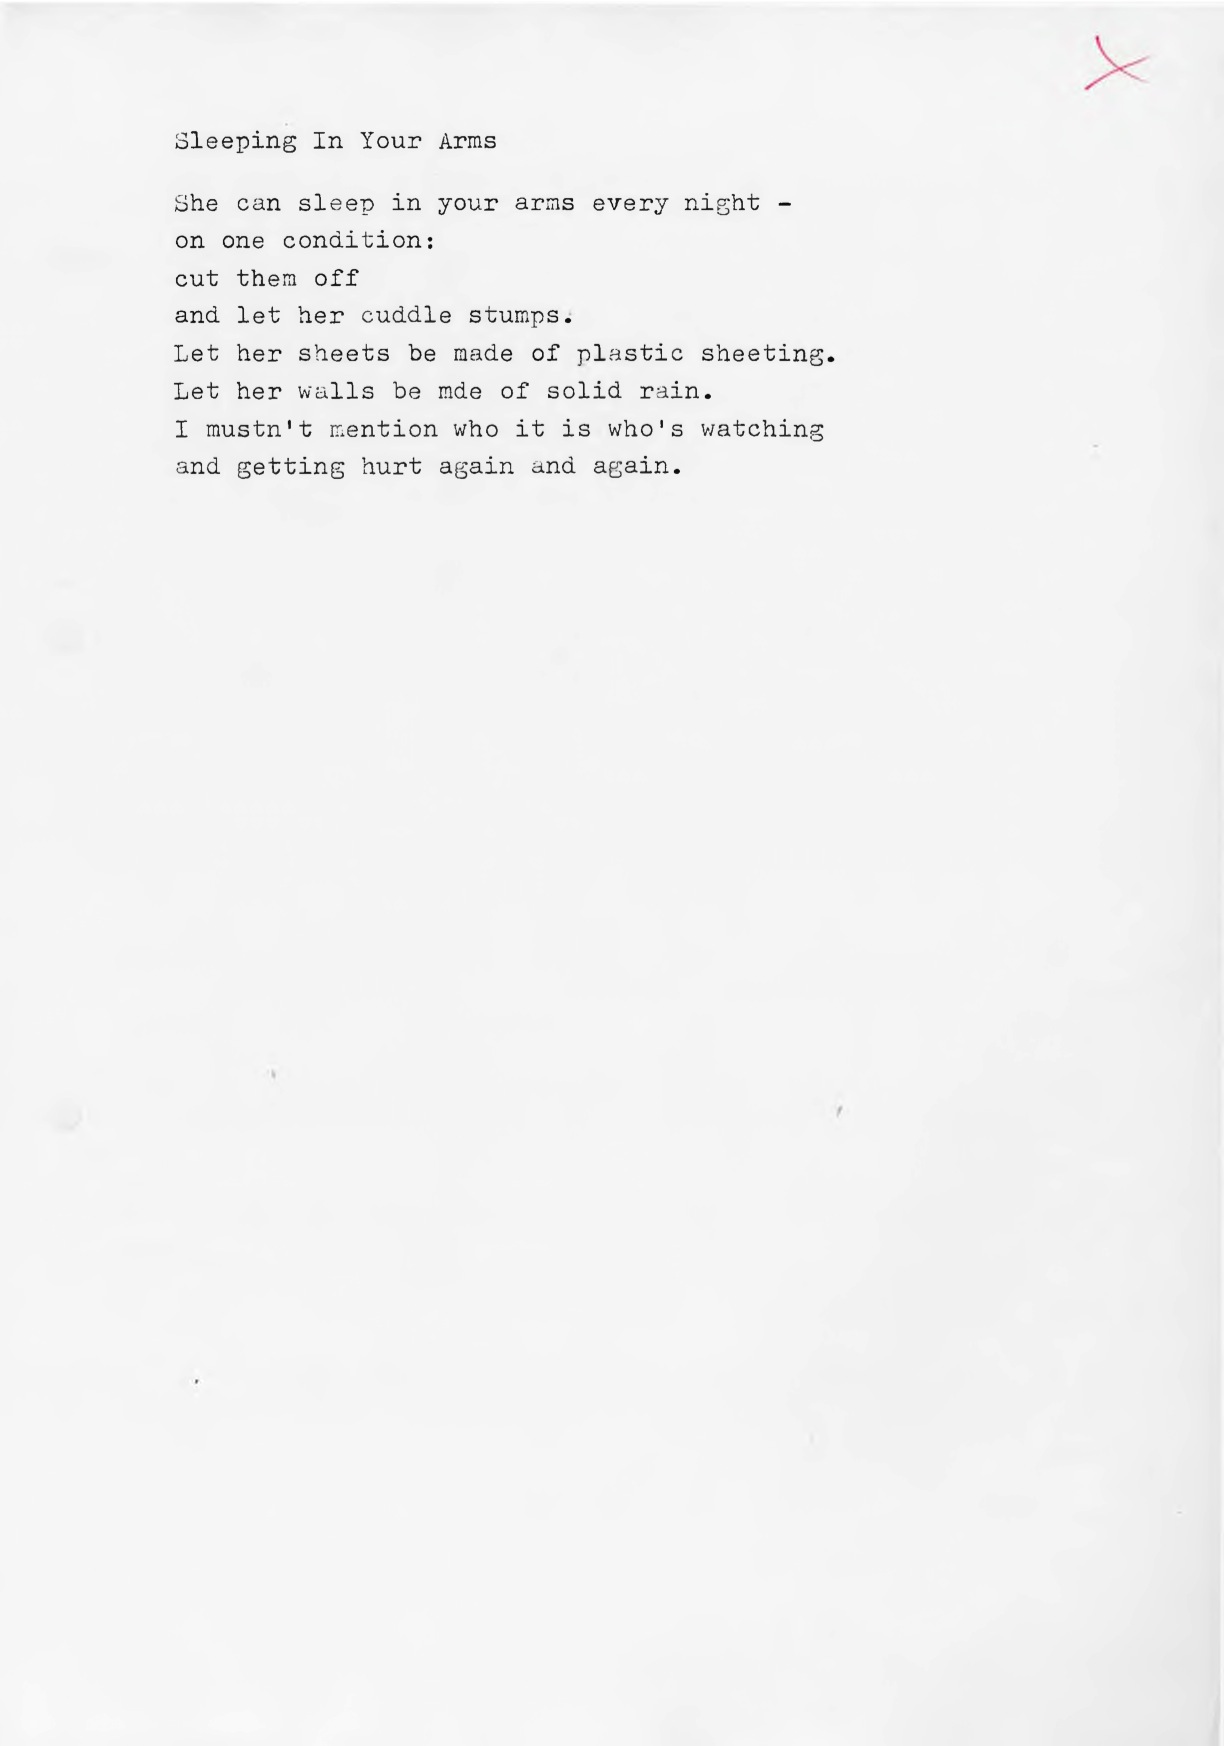 Sleeping In Your Arms
She can sleep in your arms every night -
on one condition:
cut them off
and let her cuddle stumps.
Let her sheets be made of plastic sheeting.
Let her walls be mde of solid rain.
I mustn't mention who it is who's watching
and getting hurt again and again.